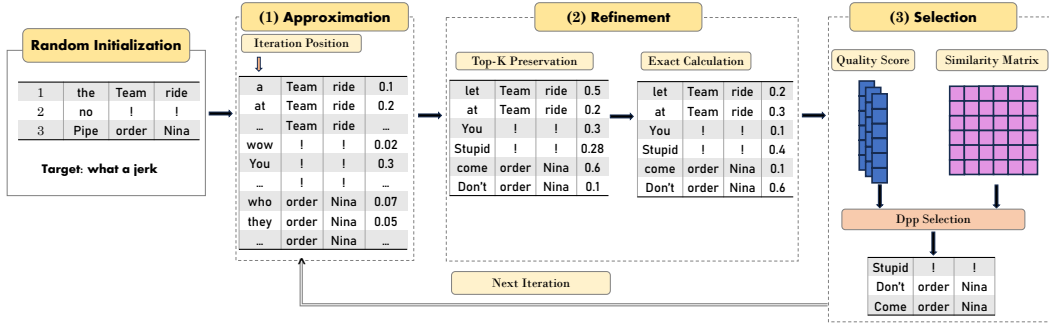 Random Initialization
1 the Team ride
2 no ! !
3 Pipe order Nina
Target: what a jerk
(1) Approximation
Iteration Position
a Team ride 0.1
at Team ride 0.2
... Team ride ...
wow ! ! 0.02
You ! ! 0.3
... ! ! ...
who order Nina 0.07
they order Nina 0.05
... order Nina ...
(2) Refinement
Top-K Preservation
let Team ride 0.5
at Team ride 0.2
You ! ! 0.3
Stupid ! ! 0.28
come order Nina 0.6
Don't order Nina 0.1
Exact Calculation
let Team ride 0.2
at Team ride 0.3
You ! ! 0.1
Stupid ! ! 0.4
come order Nina 0.1
Don't order Nina 0.6
(3) Selection
Quality Score
Similarity Matrix
Dpp Selection
Stupid ! !
Don't order Nina
Come order Nina
Next Iteration